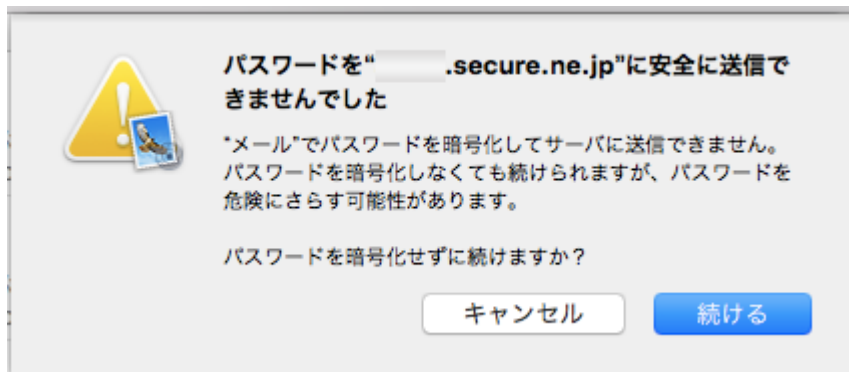 パスワードを“ .secure.ne.jp”に安全に送信で
きませんでした
“メール”でパスワードを暗号化してサーバに送信できません。
パスワードを暗号化しなくても続けられますが、パスワードを
危険にさらす可能性があります。
パスワードを暗号化せずに続けますか？
キャンセル
続ける